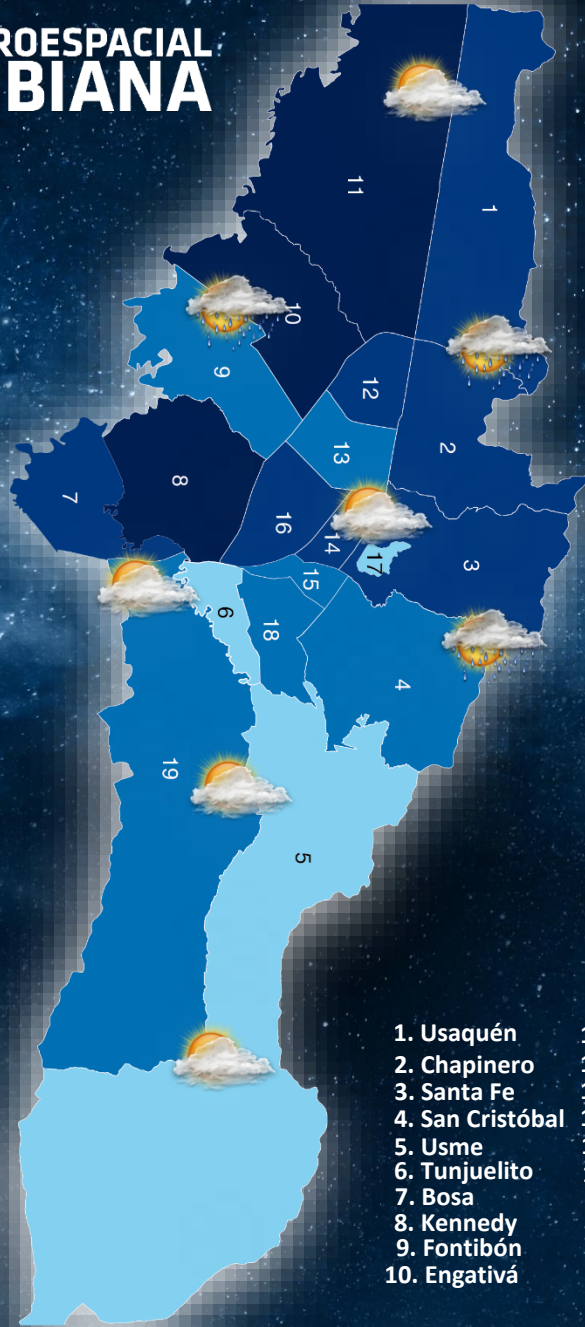 ROESPACIAL
BIANA
11
1
10
9
12
2
13
8
7
16
14
17
3
15
6
18
4
19
5
1. Usaquén
2. Chapinero
3. Santa Fe
4. San Cristóbal
5. Usme
6. Tunjuelito
7. Bosa
8. Kennedy
9. Fontibón
10. Engativá